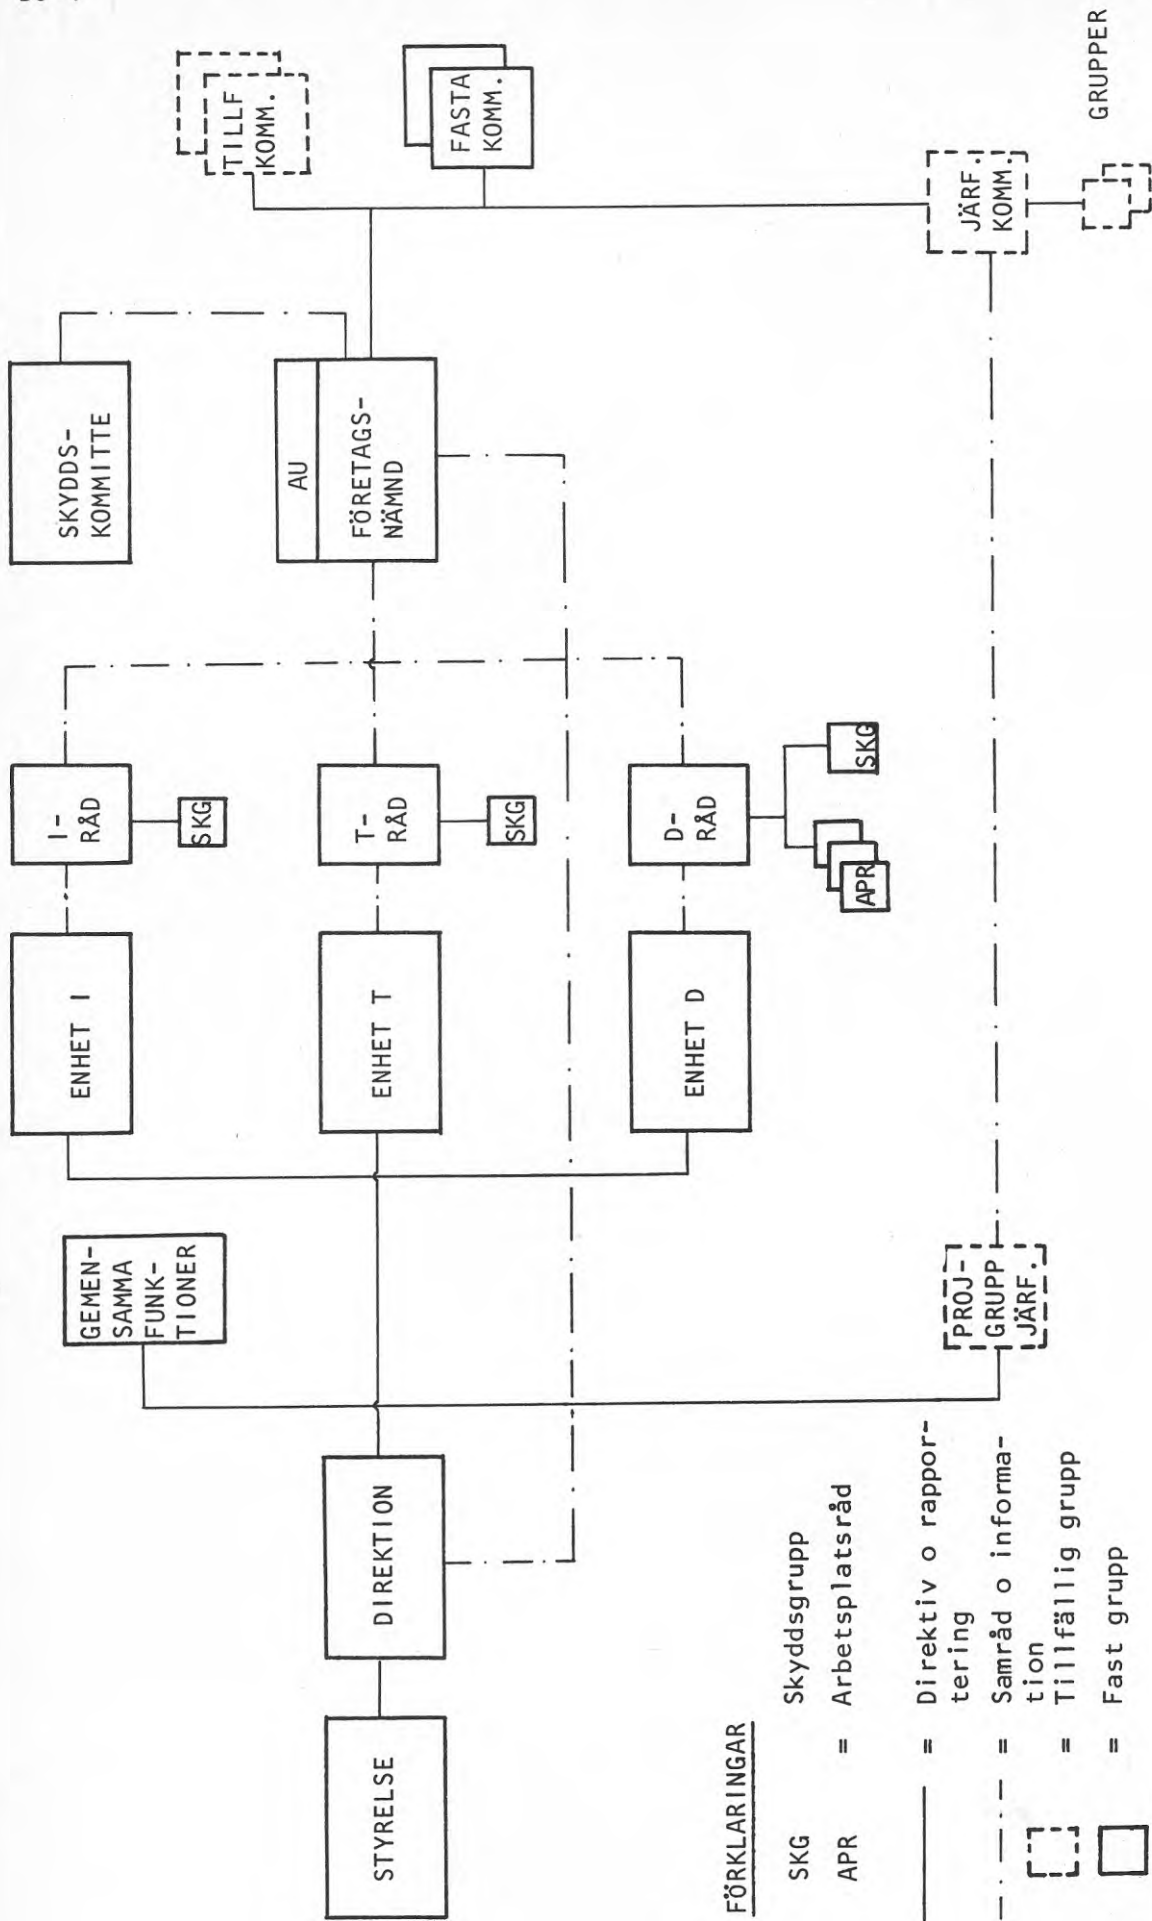 STYRELSE
DIREKTION
GEMEN-
SAMMA
FUNK-
TIONER
PROJ-
GRUPP
JÄRF.
ENHET I
ENHET T
ENHET D
I-
RÅD
SKG
T-
RÅD
SKG
D-
RÅD
APR
SKG
SKYDDS-
KOMMITTE
AU
FÖRETAGS-
NÄMND
TILLF
KOMM.
FASTA
KOMM.
JÄRF.
KOMM.
GRUPPER
FÖRKLARINGAR
SKG Skyddsgrupp
APR = Arbetsplatsråd
= Direktiv o rappor-
tering
= Samråd o informa-
tion
= Tillfällig grupp
= Fast grupp